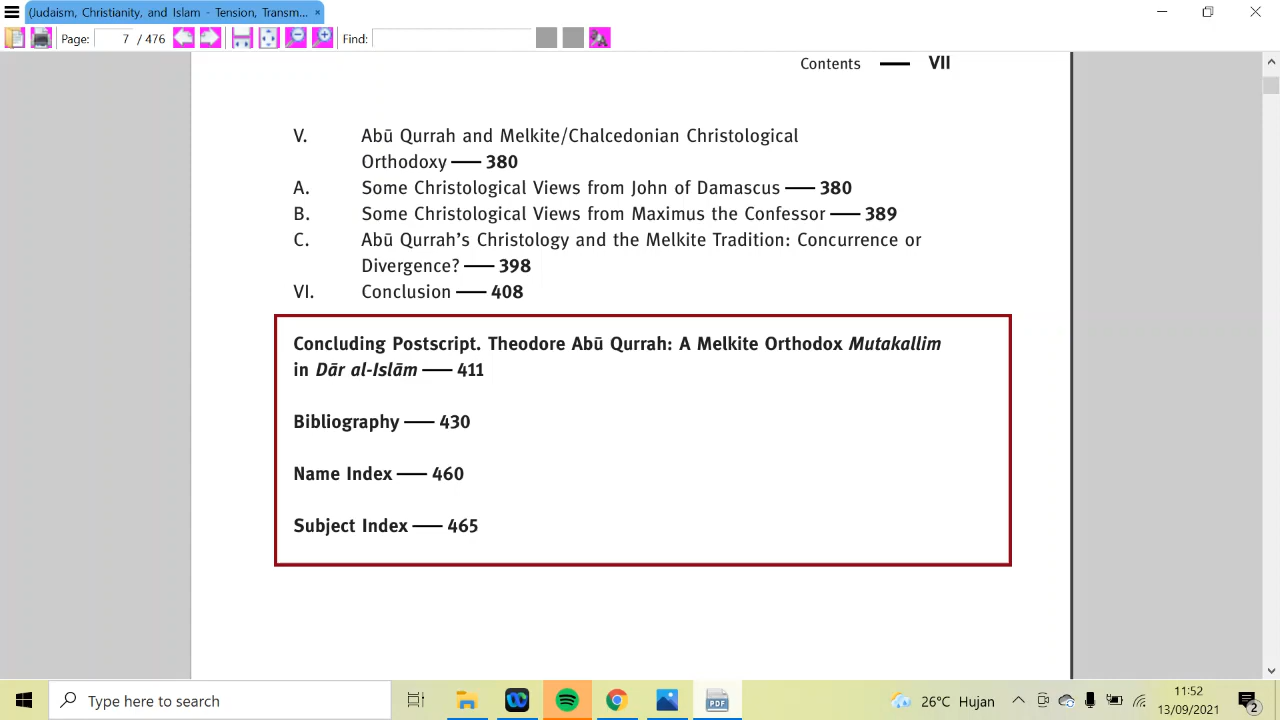 (Judaism, Christianity, and Islam - Tension, Transm... ×
Page: 7 / 476 Find:
Contents — VII
V. Abū Qurrah and Melkite/Chalcedonian Christological
Orthodoxy — 380
A. Some Christological Views from John of Damascus — 380
B. Some Christological Views from Maximus the Confessor — 389
C. Abū Qurrah’s Christology and the Melkite Tradition: Concurrence or
Divergence? — 398
VI. Conclusion — 408
Concluding Postscript. Theodore Abū Qurrah: A Melkite Orthodox Mutakallim
in Dār al-Islām — 411
Bibliography — 430
Name Index — 460
Subject Index — 465
Type here to search
PDF
26°C Hujan
11:52
13/09/2021
2